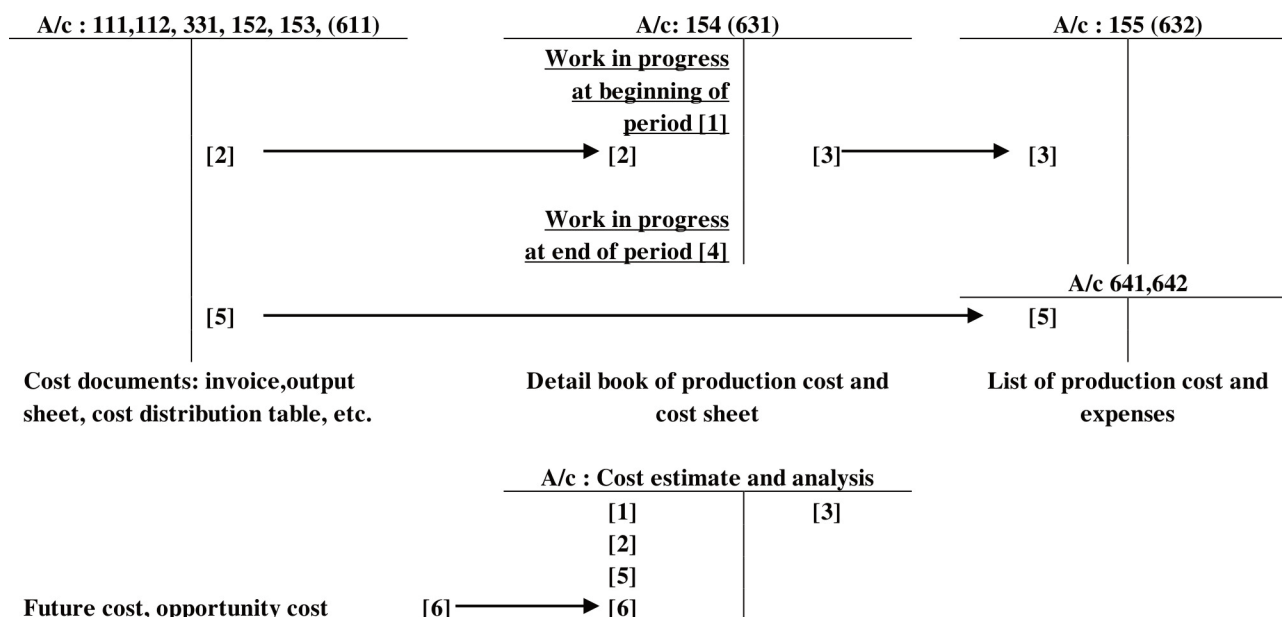 A/c : 111,112, 331, 152, 153, (611)
A/c: 154 (631)
A/c : 155 (632)
Work in progress
at beginning of
period [1]
[2]
[2]
[3]
[3]
Work in progress
at end of period [4]
A/c 641,642
[5]
[5]
Cost documents: invoice,output
sheet, cost distribution table, etc.
Detail book of production cost and
cost sheet
List of production cost and
expenses
A/c : Cost estimate and analysis
[1]
[3]
[2]
[5]
Future cost, opportunity cost
[6]
[6]